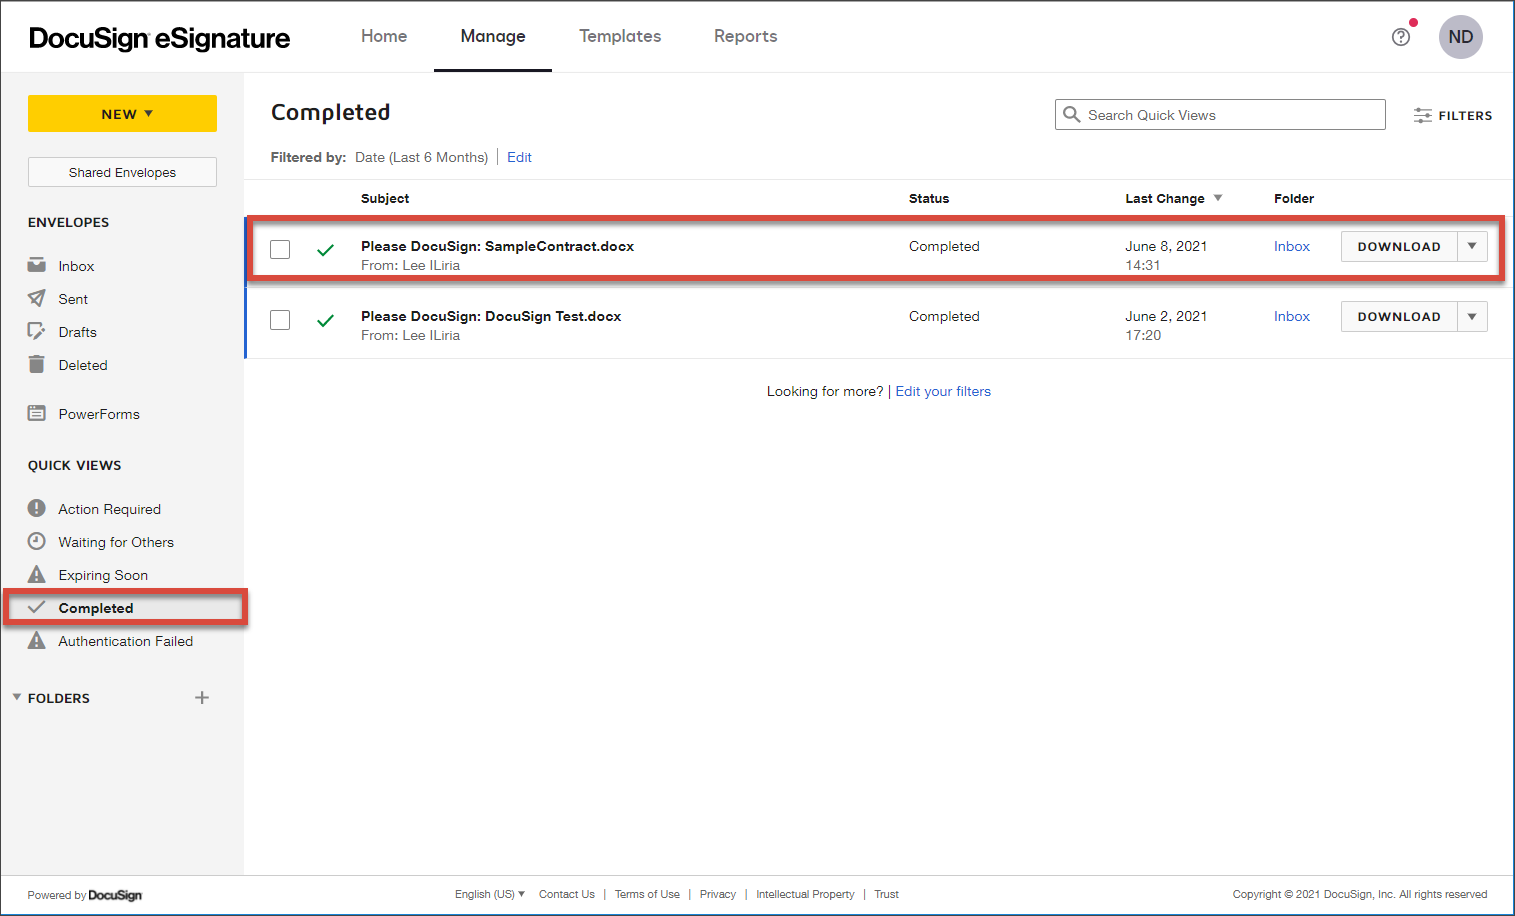 DocuSign eSignature
Home
Manage
Templates
Reports
ND
NEW
Shared Envelopes
ENVELOPES
Inbox
Sent
Drafts
Deleted
PowerForms
QUICK VIEWS
Action Required
Waiting for Others
Expiring Soon
Completed
Authentication Failed
FOLDERS
Completed
Search Quick Views
FILTERS
Filtered by: Date (Last 6 Months) | Edit
Subject Status Last Change Folder
Please DocuSign: SampleContract.docx Completed June 8, 2021 Inbox DOWNLOAD
From: Lee ILiria 14:31
Please DocuSign: DocuSign Test.docx Completed June 2, 2021 Inbox DOWNLOAD
From: Lee ILiria 17:20
Looking for more? | Edit your filters
Powered by DocuSign
English (US) Contact Us | Terms of Use | Privacy | Intellectual Property | Trust
Copyright © 2021 DocuSign, Inc. All rights reserved